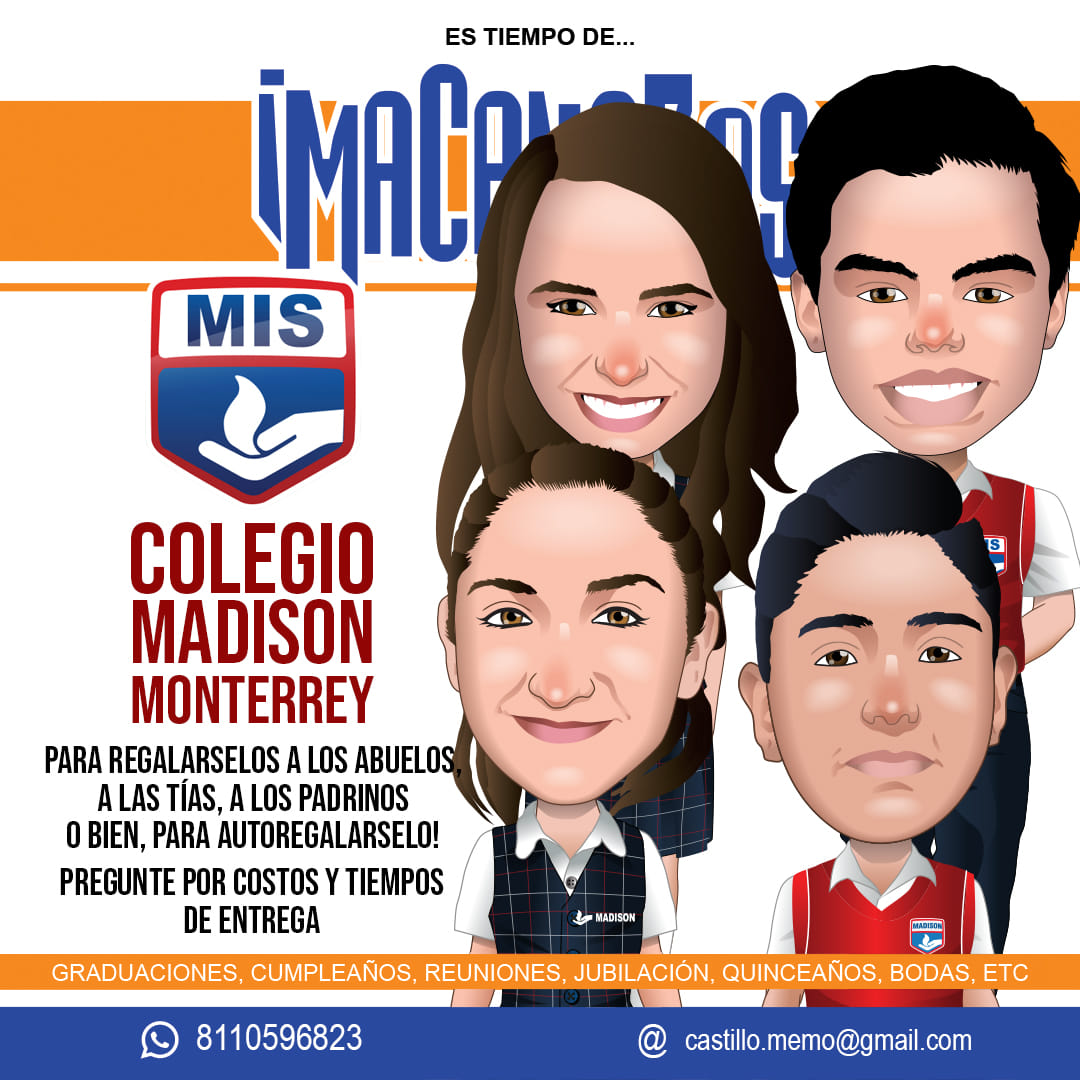 ES TIEMPO DE...
MIS
COLEGIO
MADISON
MONTERREY
PARA REGALARSELOS A LOS ABUELOS,
A LAS TÍAS, A LOS PADRINOS
O BIEN, PARA AUTOREGALARSELO!
PREGUNTE POR COSTOS Y TIEMPOS
DE ENTREGA
MADISON
MADISON
GRADUACIONES, CUMPLEAÑOS, REUNIONES, JUBILACIÓN, QUINCEAÑOS, BODAS, ETC
8110596823
@ castillo.memo@gmail.com